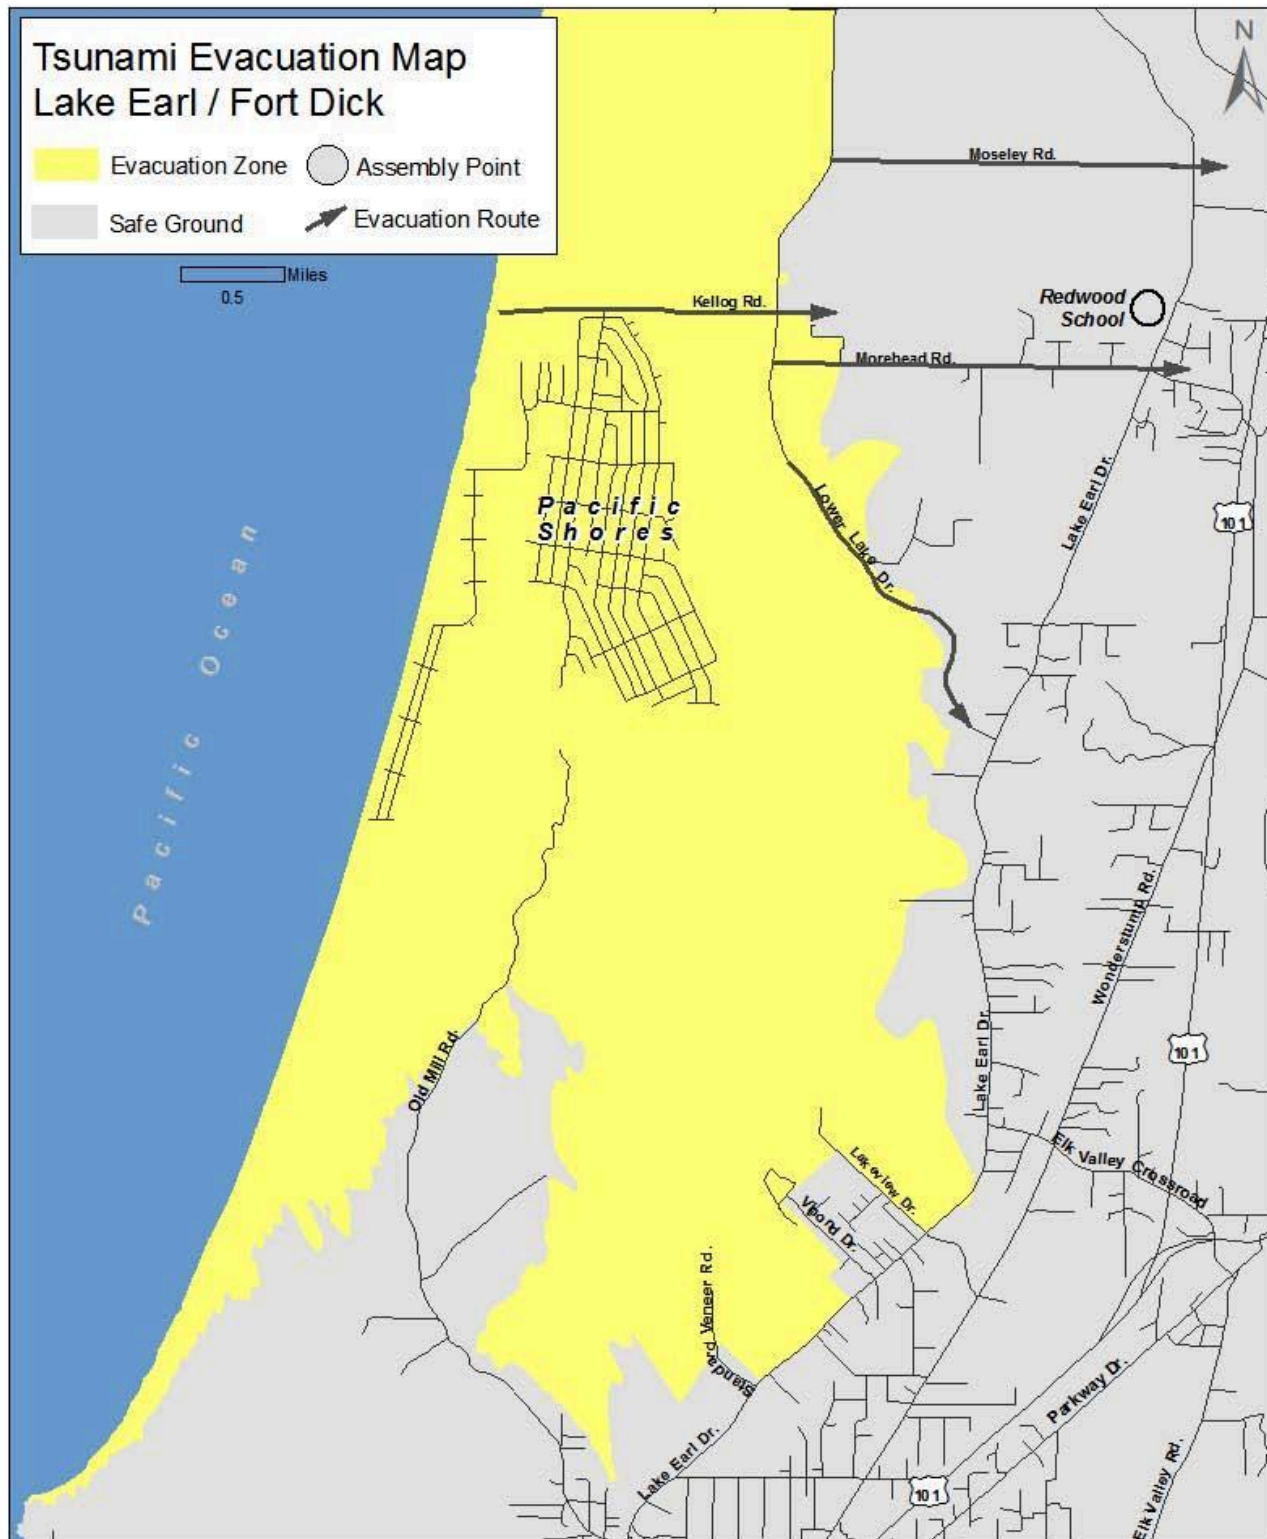 Tsunami Evacuation Map
Lake Earl / Fort Dick
Evacuation Zone
Assembly Point
Safe Ground
Evacuation Route
Miles
0.5
N
Moseley Rd.
Kellog Rd.
Redwood
School
Morehead Rd.
Lake Earl Dr.
101
Pacific
Shores
Lower Lake Dr.
Pacific Ocean
Wonderstump Rd.
Old Mill Rd.
Lake Earl Dr.
101
Elk Valley Crossroad
Lakeview Dr.
Vipond Dr.
Standard Veneer Rd.
Parkway Dr.
Lake Earl Dr.
Elk Valley Rd.
101